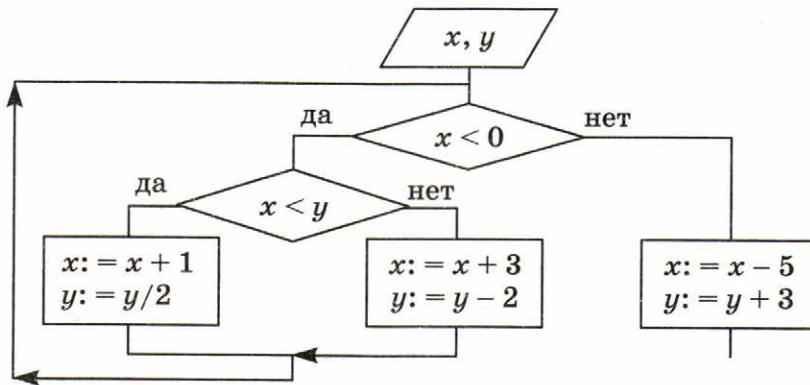 x, y
да
x < 0
нет
да
x < y
нет
x: = x + 1
y: = y/2
x: = x + 3
y: = y – 2
x: = x – 5
y: = y + 3